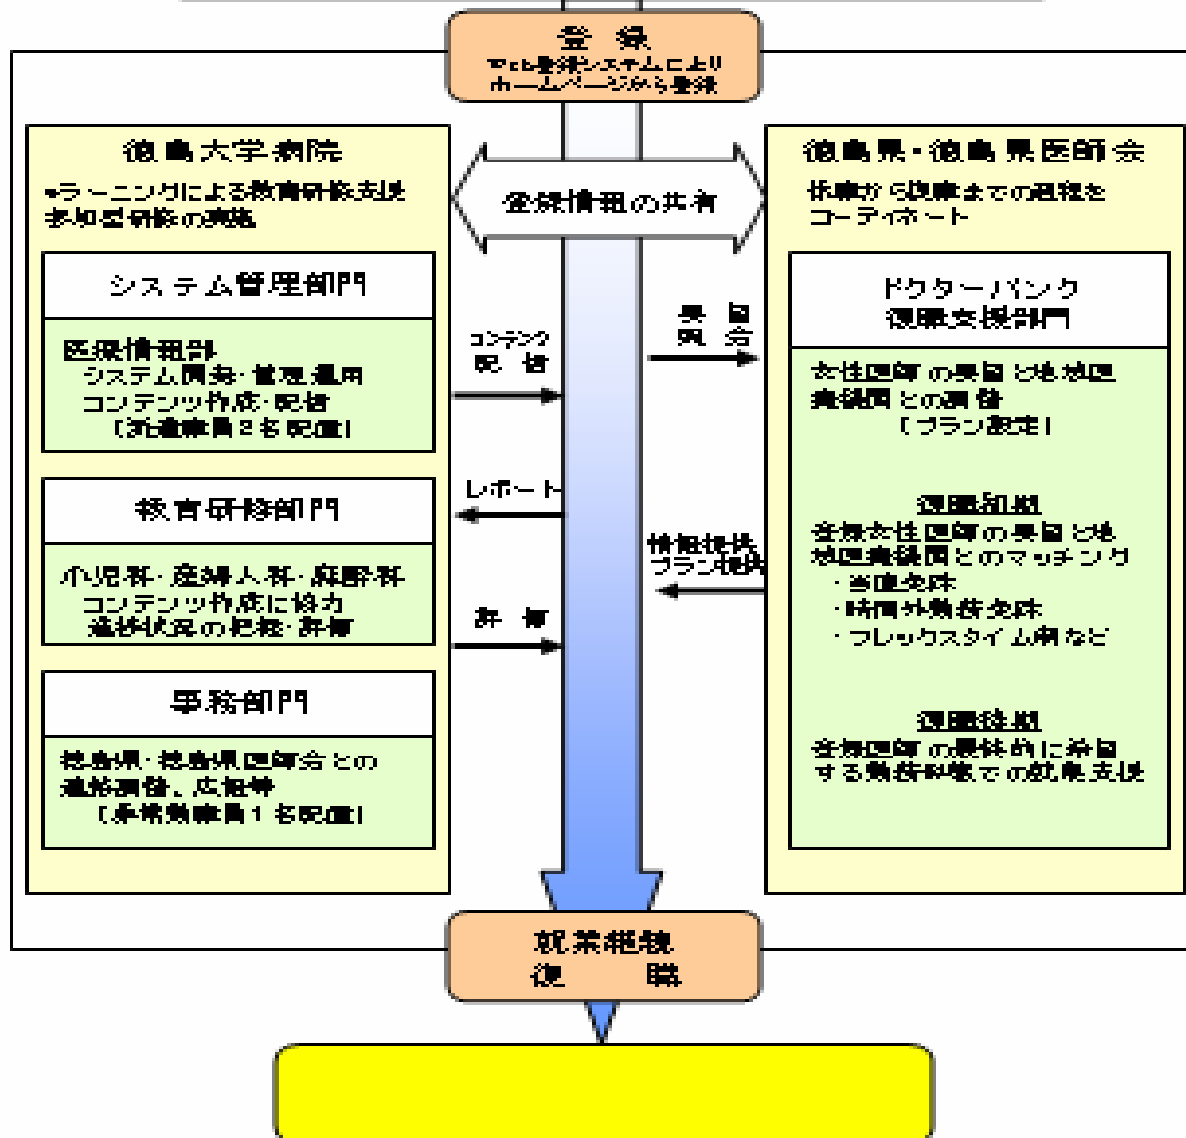 登 録
Web登録システムにより
ホームページから登録
徳島大学病院
eラーニングによる教育研修支援
参加型研修の実施
登録情報の共有
徳島県・徳島県医師会
休職から復職までの過程を
コーディネート
システム管理部門
医療情報部
システム開発・管理運用
コンテンツ作成・配信
[派遣職員2名配置]
コンテンツ
配 信
要 望
照 会
ドクターバンク
復職支援部門
女性医師の要望と地域医
療機関との調整
[プラン設定]
教育研修部門
小児科・産婦人科・麻酔科
コンテンツ作成に協力
進捗状況の把握・評価
レポート
評 価
情報提供
プラン提供
復職初期
登録女性医師の要望と地
域医療機関とのマッチング
・当直免除
・時間外勤務免除
・フレックスタイム制など
事務部門
徳島県・徳島県医師会との
連絡調整、広報等
[非常勤職員1名配置]
復職後期
登録医師の最終的に希望
する勤務形態での就業支援
就業継続
復 職